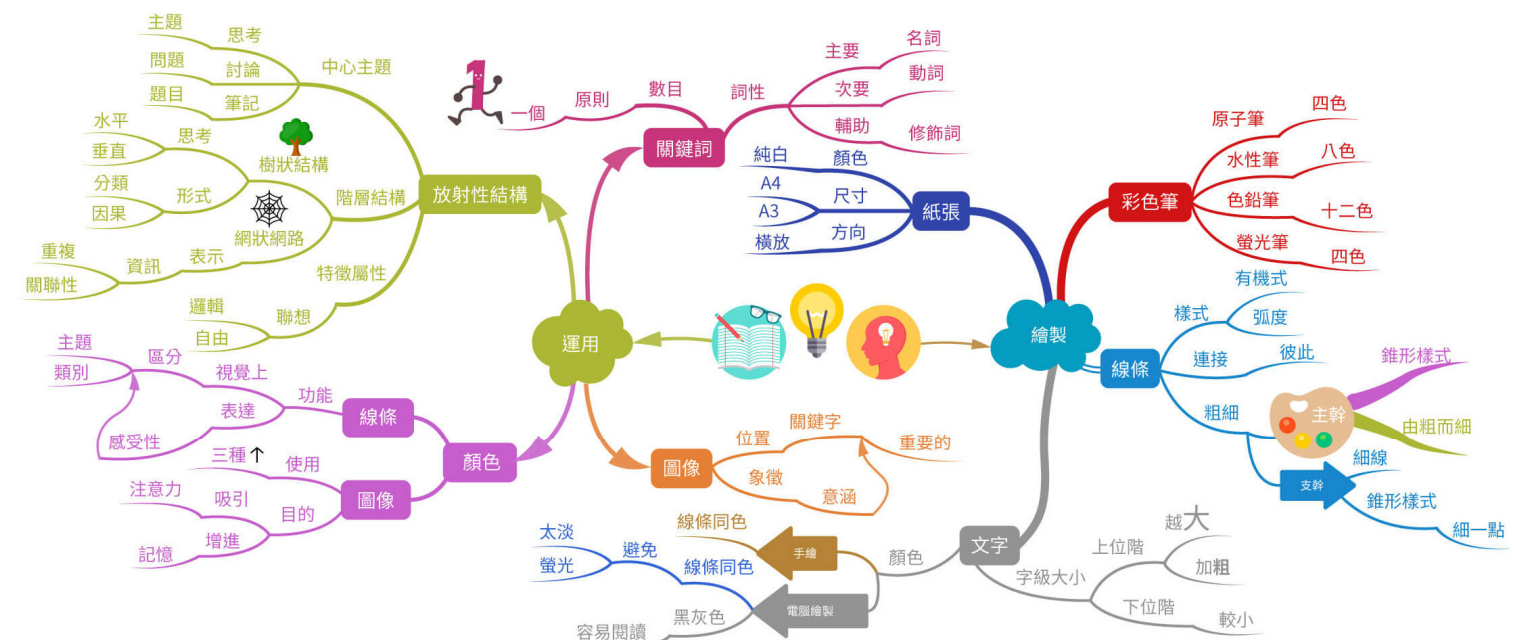 運用
放射性結構
中心主題
思考
主題
討論
問題
筆記
題目
階層結構
樹狀結構
思考
水平
垂直
形式
分類
因果
網狀網路
表示
資訊
重複
關聯性
特徵屬性
聯想
邏輯
自由
關鍵詞
數目
原則
一個
1
詞性
主要
名詞
次要
動詞
輔助
修飾詞
顏色
線條
功能
視覺上
區分
主題
類別
表達
感受性
圖像
使用
三種↑
目的
吸引
注意力
增進
記憶
圖像
位置
關鍵字
重要的
象徵
意涵
繪製
紙張
顏色
純白
尺寸
A4
A3
方向
橫放
彩色筆
原子筆
四色
水性筆
八色
色鉛筆
十二色
螢光筆
四色
線條
樣式
有機式
弧度
連接
彼此
粗細
主幹
錐形樣式
由粗而細
支幹
細線
錐形樣式
細一點
文字
顏色
手繪
線條同色
電腦繪製
線條同色
避免
太淡
螢光
黑灰色
容易閱讀
字級大小
上位階
越大
加粗
下位階
較小